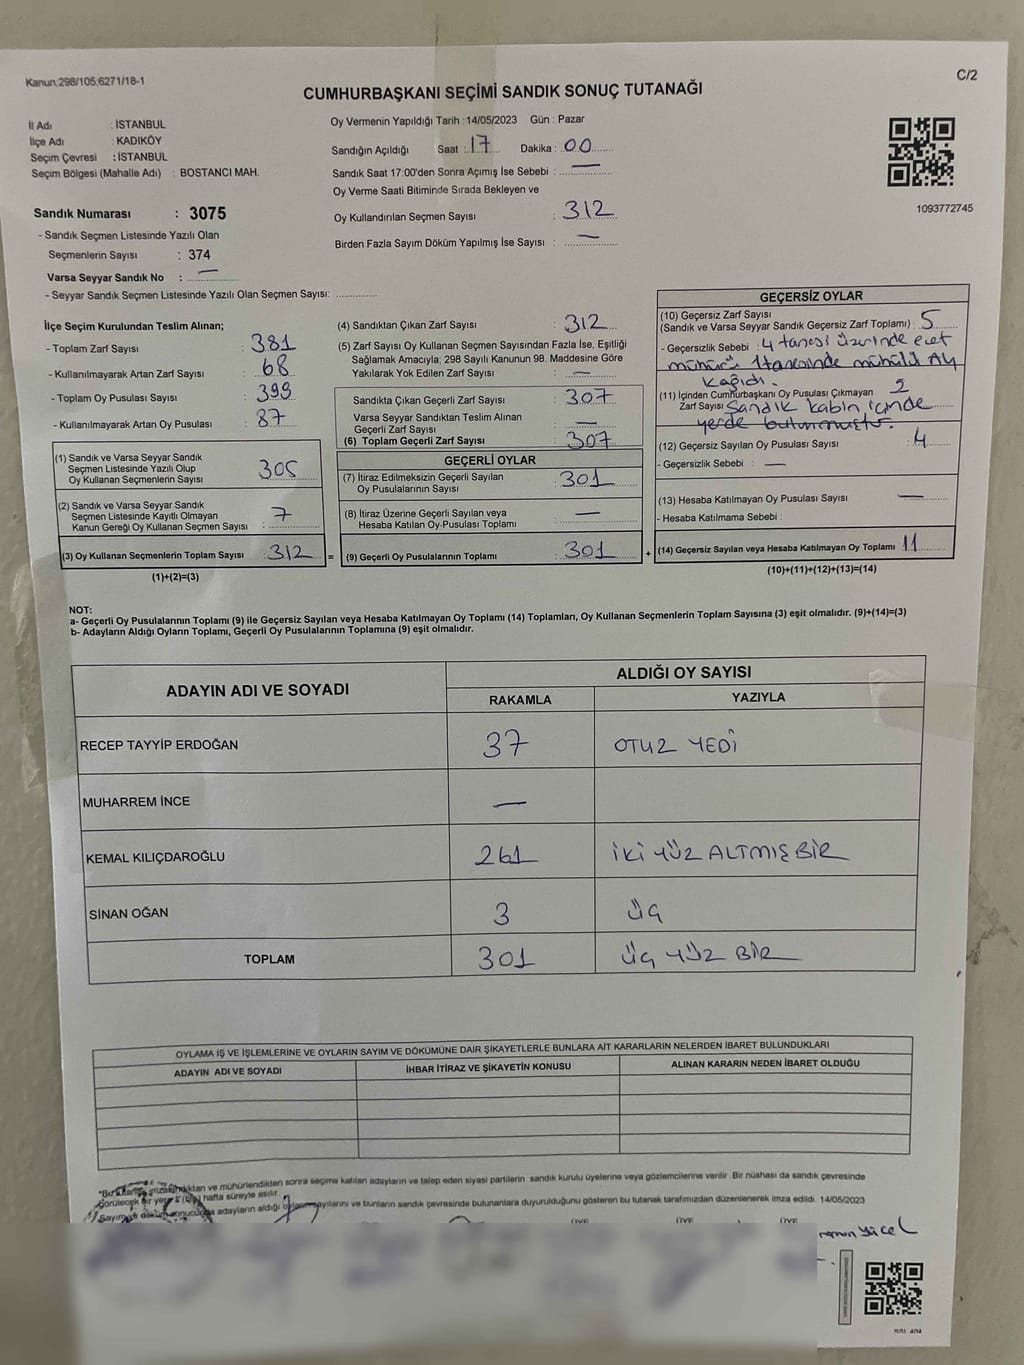 Kanun;298/105;6271/18-1
C/2
CUMHURBAŞKANI SEÇİMİ SANDIK SONUÇ TUTANAĞI
İl Adı : İSTANBUL
İlçe Adı : KADIKÖY
Seçim Çevresi : İSTANBUL
Seçim Bölgesi (Mahalle Adı) : BOSTANCI MAH.
Oy Vermenin Yapıldığı Tarih : 14/05/2023 Gün : Pazar
Sandığın Açıldığı Saat : 17 Dakika : 00
Sandık Saat 17:00'den Sonra Açımış İse Sebebi : —
Oy Verme Saati Bitiminde Sırada Bekleyen ve
Oy Kullandırılan Seçmen Sayısı : 312
Birden Fazla Sayım Döküm Yapılmış İse Sayısı : —
1093772745
Sandık Numarası : 3075
- Sandık Seçmen Listesinde Yazılı Olan
Seçmenlerin Sayısı : 374
Varsa Seyyar Sandık No : —
- Seyyar Sandık Seçmen Listesinde Yazılı Olan Seçmen Sayısı:
İlçe Seçim Kurulundan Teslim Alınan;
- Toplam Zarf Sayısı : 381
- Kullanılmayarak Artan Zarf Sayısı : 68
- Toplam Oy Pusulası Sayısı : 399
- Kullanılmayarak Artan Oy Pusulası : 87
(1) Sandık ve Varsa Seyyar Sandık
Seçmen Listesinde Yazılı Olup
Oy Kullanan Seçmenlerin Sayısı : 305
(2) Sandık ve Varsa Seyyar Sandık
Seçmen Listesinde Kayıtlı Olmayan
Kanun Gereği Oy Kullanan Seçmen Sayısı : 7
(3) Oy Kullanan Seçmenlerin Toplam Sayısı : 312 =
(1)+(2)=(3)
(4) Sandıktan Çıkan Zarf Sayısı : 312
(5) Zarf Sayısı Oy Kullanan Seçmen Sayısından Fazla İse, Eşitliği
Sağlamak Amacıyla; 298 Sayılı Kanunun 98. Maddesine Göre
Yakılarak Yok Edilen Zarf Sayısı : —
Sandıkta Çıkan Geçerli Zarf Sayısı : 307
Varsa Seyyar Sandıktan Teslim Alınan
Geçerli Zarf Sayısı : —
(6) Toplam Geçerli Zarf Sayısı : 307
GEÇERLİ OYLAR
(7) İtiraz Edilmeksizin Geçerli Sayılan
Oy Pusulalarının Sayısı : 301
(8) İtiraz Üzerine Geçerli Sayılan veya
Hesaba Katılan Oy Pusulası Toplamı : —
(9) Geçerli Oy Pusulalarının Toplamı : 301 +
GEÇERSİZ OYLAR
(10) Geçersiz Zarf Sayısı
(Sandık ve Varsa Seyyar Sandık Geçersiz Zarf Toplamı) : 5
- Geçersizlik Sebebi : 4 tanesi üzerinde evet
mührü 1tanesinde mühürlü
kağıdı.
(11) İçinden Cumhurbaşkanı Oy Pusulası Çıkmayan 2
Zarf Sayısı Sandık kabin içinde
yerde bulunmuştur.
(12) Geçersiz Sayılan Oy Pusulası Sayısı : 4
- Geçersizlik Sebebi : —
(13) Hesaba Katılmayan Oy Pusulası Sayısı —
- Hesaba Katılmama Sebebi :
(14) Geçersiz Sayılan veya Hesaba Katılmayan Oy Toplamı 11
(10)+(11)+(12)+(13)=(14)
NOT:
a- Geçerli Oy Pusulalarının Toplamı (9) ile Geçersiz Sayılan veya Hesaba Katılmayan Oy Toplamı (14) Toplamları, Oy Kullanan Seçmenlerin Toplam Sayısına (3) eşit olmalıdır. (9)+(14)=(3)
b- Adayların Aldığı Oyların Toplamı, Geçerli Oy Pusulalarının Toplamına (9) eşit olmalıdır.
ADAYIN ADI VE SOYADI
ALDIĞI OY SAYISI
RAKAMLA YAZIYLA
RECEP TAYYİP ERDOĞAN 37 OTUZ YEDİ
MUHARREM İNCE —
KEMAL KILIÇDAROĞLU 261 İKİ YÜZ ALTMIŞ BİR
SİNAN OĞAN 3 ÜÇ
TOPLAM 301 ÜÇ YÜZ BİR
OYLAMA İŞ VE İŞLEMLERİNE VE OYLARIN SAYIM VE DÖKÜMÜNE DAİR ŞİKAYETLERLE BUNLARA AİT KARARLARIN NELERDEN İBARET BULUNDUKLARI
ADAYIN ADI VE SOYADI İHBAR İTİRAZ VE ŞİKAYETİN KONUSU ALINAN KARARIN NEDEN İBARET OLDUĞU
ve mühürlendikten sonra seçime katılan adayların ve talep eden siyasi partilerin sandık kurulu üyelerine veya gözlemcilerine verilir. Bir nüshası da sandık çevresinde
hafta süreyle asılır.
adayların aldığı ve bunların sandık çevresinde bulunanlara duyurulduğunu gösteren bu tutanak tarafımızdan düzenlenerek imza edildi. 14/05/2023
ÜYE ÜYE ÜYE